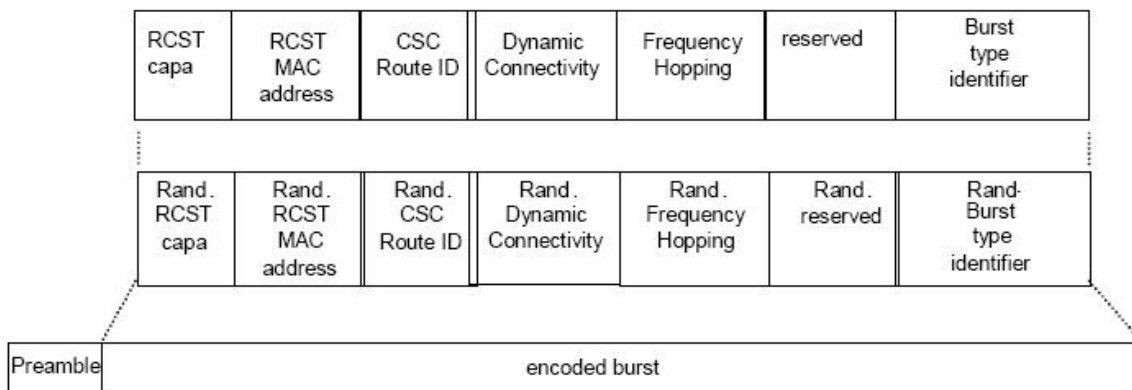 RCST
capa
RCST
MAC
address
CSC
Route ID
Dynamic
Connectivity
Frequency
Hopping
reserved
Burst
type
identifier
Rand.
RCST
capa
Rand.
RCST
MAC
address
Rand.
CSC
Route ID
Rand.
Dynamic
Connectivity
Rand.
Frequency
Hopping
Rand.
reserved
Rand.
Burst
type
identifier
Preamble
encoded burst